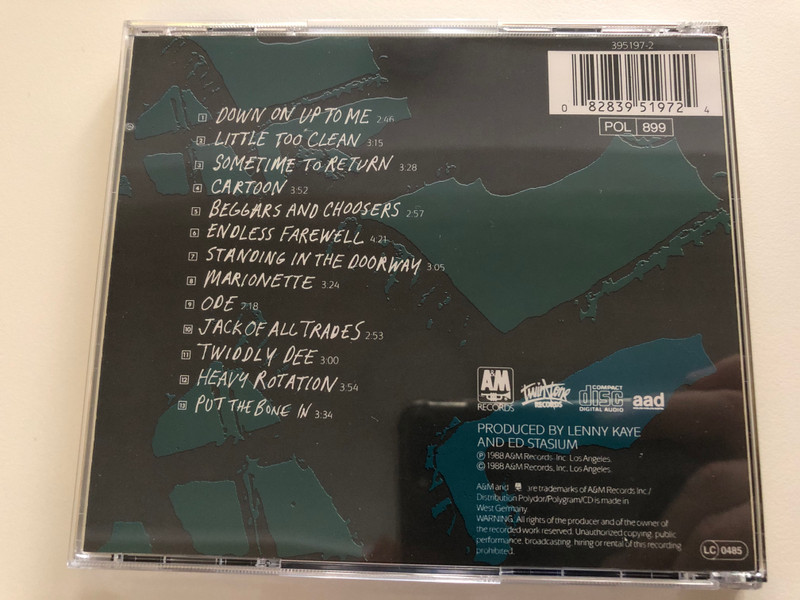 395197-2
0 82839 51972 4
POL 899
1 DOWN ON UP TO ME 2:46
2 LITTLE TOO CLEAN 3:15
3 SOMETIME TO RETURN 3:28
4 CARTOON 3:52
5 BEGGARS AND CHOOSERS 2:57
6 ENDLESS FAREWELL 4:21
7 STANDING IN THE DOORWAY 3:05
8 MARIONETTE 3:24
9 ODE 2:18
10 JACK OF ALL TRADES 2:53
11 TWIDDLY DEE 3:00
12 HEAVY ROTATION 3:54
13 PUT THE BONE IN 3:34
A&M RECORDS
Twin/Tone RECORDS
COMPACT disc DIGITAL AUDIO
aad
PRODUCED BY LENNY KAYE
AND ED STASIUM
Ⓟ 1988 A&M Records, Inc. Los Angeles.
© 1988 A&M Records, Inc. Los Angeles.
A&M and are trademarks of A&M Records Inc./
Distribution Polydor/Polygram/CD is made in
West Germany.
WARNING: All rights of the producer and of the owner of
the recorded work reserved. Unauthorized copying, public
performance, broadcasting, hiring or rental of this recording
prohibited.
LC 0485